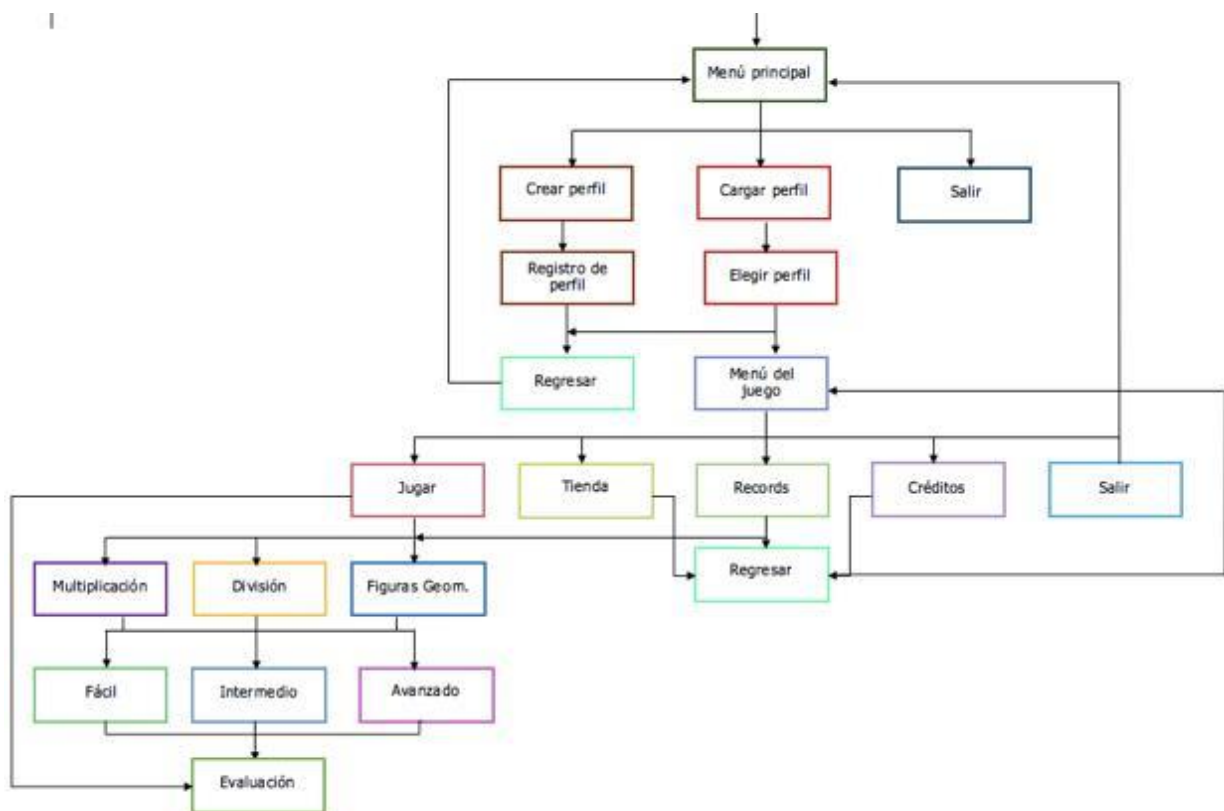 Menú principal
Crear perfil
Cargar perfil
Salir
Registro de
perfil
Elegir perfil
Regresar
Menú del
juego
Jugar
Tienda
Records
Créditos
Salir
Multiplicación
División
Figuras Geom.
Regresar
Fácil
Intermedio
Avanzado
Evaluación